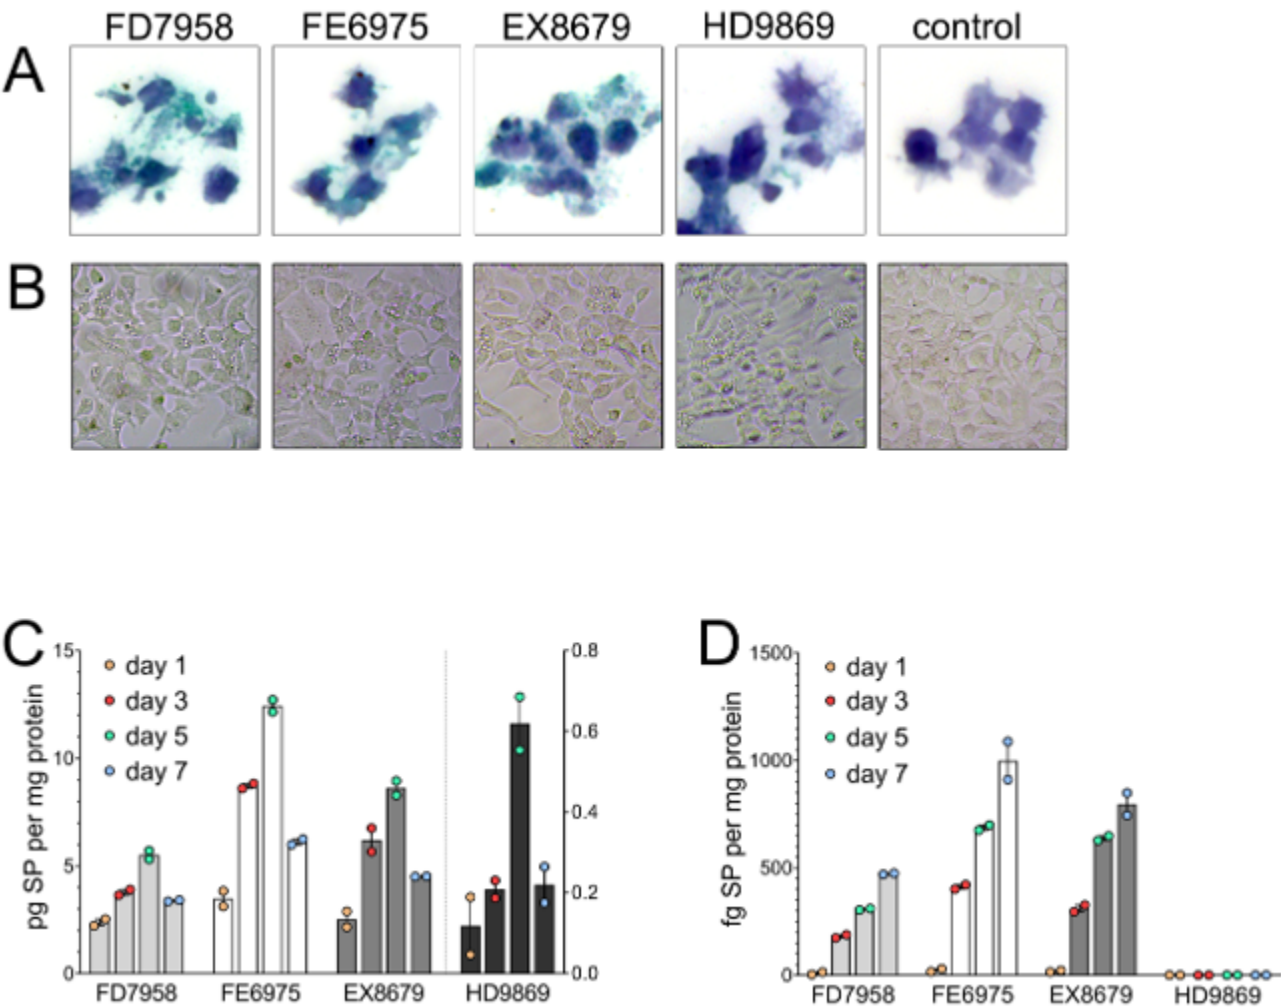 FD7958 FE6975 EX8679 HD9869 control
A
B
C
pg SP per mg protein
15
10
5
0
day 1
day 3
day 5
day 7
0.8
0.6
0.4
0.2
0.0
FD7958 FE6975 EX8679 HD9869
D
fg SP per mg protein
1500
1000
500
0
day 1
day 3
day 5
day 7
FD7958 FE6975 EX8679 HD9869